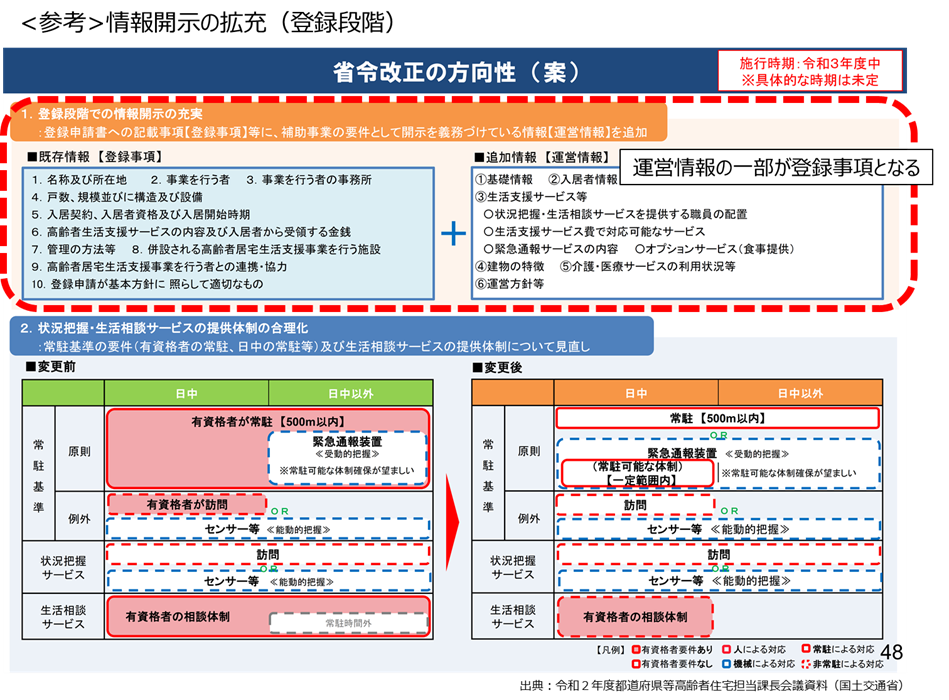 <参考>情報開示の拡充（登録段階）
省令改正の方向性（案）
施行時期：令和３年度中
※具体的な時期は未定
1. 登録段階での情報開示の充実
：登録申請書への記載事項【登録事項】等に、補助事業の要件として開示を義務づけている情報【運営情報】を追加
■既存情報【登録事項】
1. 名称及び所在地　2. 事業を行う者　3. 事業を行う者の事務所
4. 戸数、規模並びに構造及び設備
5. 入居契約、入居者資格及び入居開始時期
6. 高齢者生活支援サービスの内容及び入居者から受領する金銭
7. 管理の方法等　8. 併設される高齢者居宅生活支援事業を行う施設
9. 高齢者居宅生活支援事業を行う者との連携・協力
10. 登録申請が基本方針に 照らして適切なもの
＋
■追加情報【運営情報】
運営情報の一部が登録事項となる
①基礎情報　②入居者情報
③生活支援サービス等
○状況把握・生活相談サービスを提供する職員の配置
○生活支援サービス費で対応可能なサービス
○緊急通報サービスの内容　○オプションサービス（食事提供）
④建物の特徴　⑤介護・医療サービスの利用状況等
⑥運営方針等
2. 状況把握・生活相談サービスの提供体制の合理化
：常駐基準の要件（有資格者の常駐、日中の常駐等）及び生活相談サービスの提供体制について見直し
■変更前
日中　日中以外
常駐基準
原則
有資格者が常駐【500m以内】
緊急通報装置
≪受動的把握≫
※常駐可能な体制確保が望ましい
例外
有資格者が訪問
OR
センサー等 ≪能動的把握≫
状況把握
サービス
訪問
OR
センサー等 ≪能動的把握≫
生活相談
サービス
有資格者の相談体制
常駐時間外
■変更後
日中　日中以外
常駐基準
原則
常駐【500m以内】
OR
緊急通報装置 ≪受動的把握≫
（常駐可能な体制）
【一定範囲内】
※常駐可能な体制確保が望ましい
例外
訪問
OR
センサー等 ≪能動的把握≫
状況把握
サービス
訪問
OR
センサー等 ≪能動的把握≫
生活相談
サービス
有資格者の相談体制
【凡例】 有資格者要件あり　人による対応　常駐による対応
有資格者要件なし　機械による対応　非常駐による対応
48
出典：令和２年度都道府県等高齢者住宅担当課長会議資料（国土交通省）